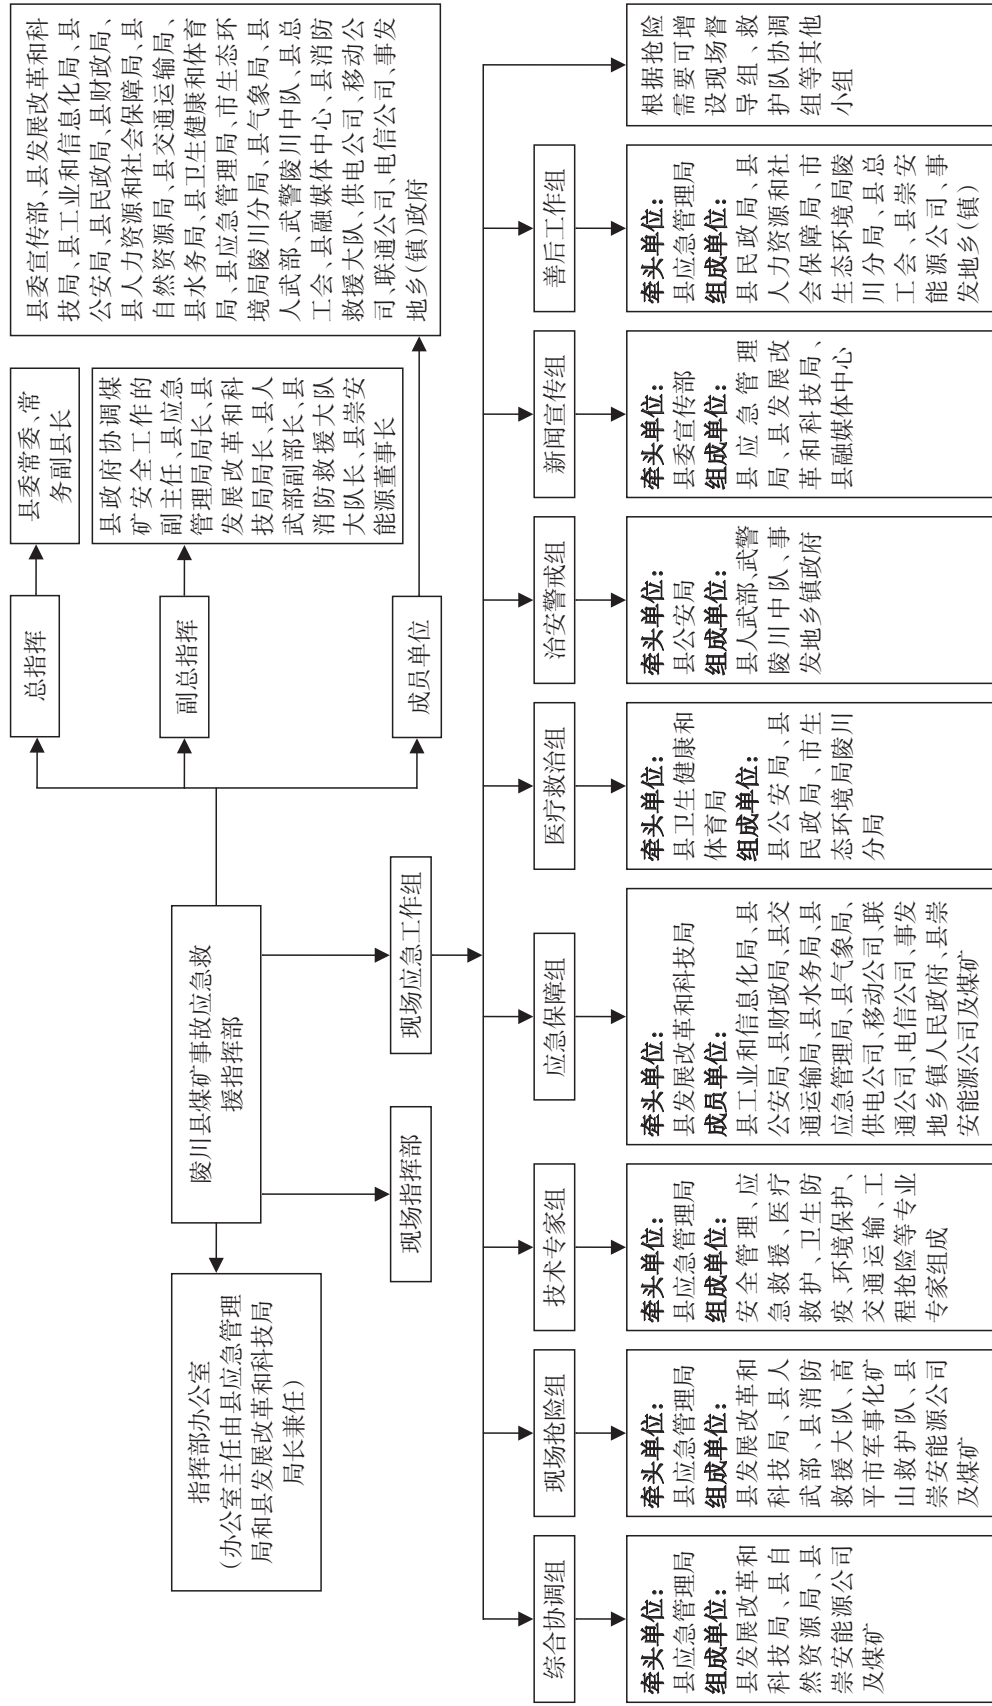 县委常委、常
务副县长
县委宣传部、县发展改革和科
技局、县工业和信息化局、县
公安局、县民政局、县财政局、
县人力资源和社会保障局、县
自然资源局、县交通运输局、
县水务局、县卫生健康和体育
局、县应急管理局、市生态环
境局陵川分局、县气象局、县
人武部、武警陵川中队、县总
工会、县融媒体中心、县消防
救援大队、供电公司、移动公
司、联通公司、电信公司、事发
地乡(镇)政府
县政府协调煤
矿安全工作的
副主任、县应急
管理局局长、县
发展改革和科
技局局长、县人
武部副部长、县
消防救援大队
大队长、县崇安
能源董事长
总指挥
副总指挥
成员单位
陵川县煤矿事故应急救
援指挥部
指挥部办公室
(办公室主任由县应急管理
局和县发展改革和科技局
局长兼任)
现场指挥部
现场应急工作组
综合协调组
牵头单位:
县应急管理局
组成单位:
县发展改革和
科技局、县自
然资源局、县
崇安能源公司
及煤矿
现场抢险组
牵头单位:
县应急管理局
组成单位:
县发展改革和
科技局、县人
武部、县消防
救援大队、高
平市军事化矿
山救护队、县
崇安能源公司
及煤矿
技术专家组
牵头单位:
县应急管理局
组成单位:
安全管理、应
急救援、医疗
救护、卫生防
疫、环境保护、
交通运输、工
程抢险等专业
专家组成
应急保障组
牵头单位:
县发展改革和科技局
成员单位:
县工业和信息化局、县
公安局、县财政局、县交
通运输局、县水务局、县
应急管理局、县气象局、
供电公司、移动公司、联
通公司、电信公司、事发
地乡镇人民政府、县崇
安能源公司及煤矿
医疗救治组
牵头单位:
县卫生健康和
体育局
组成单位:
县公安局、县
民政局、市生
态环境局陵川
分局
治安警戒组
牵头单位:
县公安局
组成单位:
县人武部、武警
陵川中队、事
发地乡镇政府
新闻宣传组
牵头单位:
县委宣传部
组成单位:
县应急管理
局、县发展改
革和科技局、
县融媒体中心
善后工作组
牵头单位:
县应急管理局
组成单位:
县民政局、县
人力资源和社
会保障局、市
生态环境局陵
川分局、县总
工会、县崇安
能源公司、事
发地乡(镇)
根据抢险
需要可增
设现场督
导组、救
护队协调
组等其他
小组